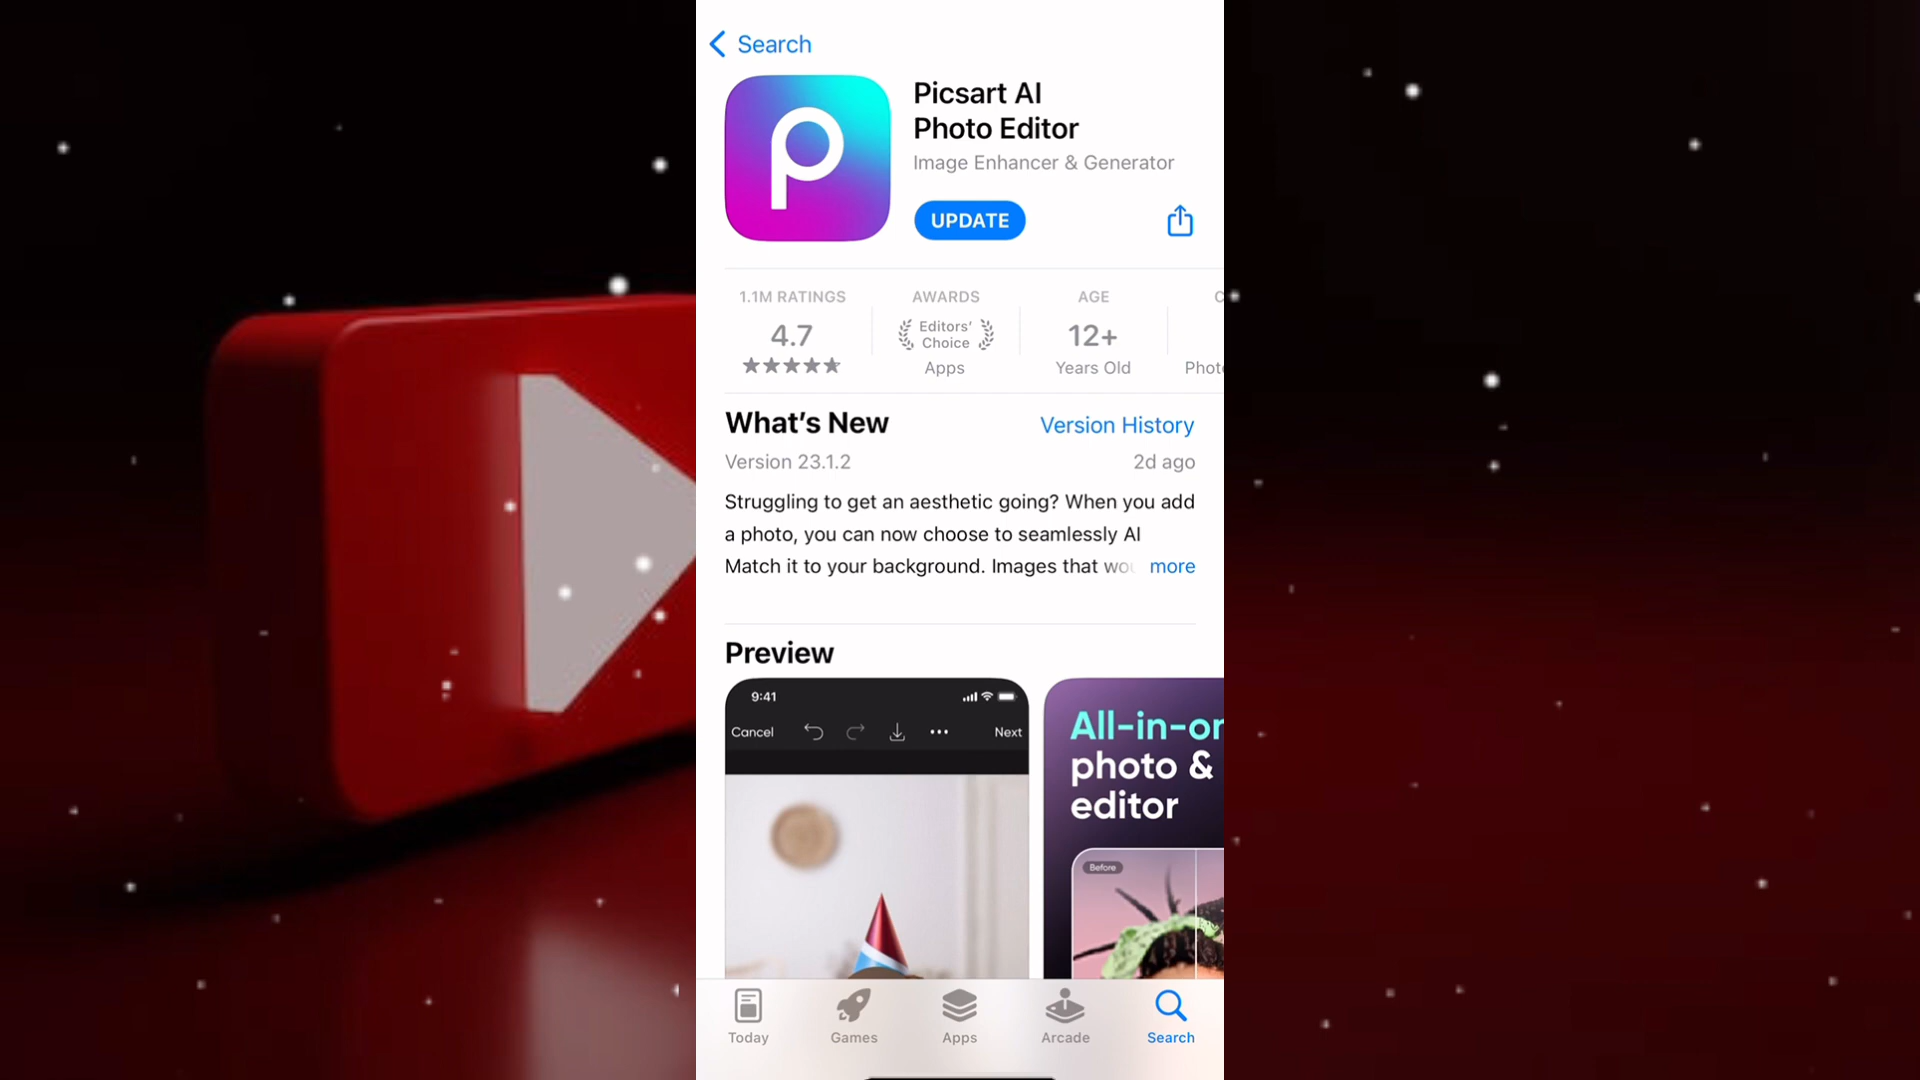 Search
Picsart AI
Photo Editor
Image Enhancer & Generator
UPDATE
1.1M RATINGS
4.7
AWARDS
Editors’
Choice
Apps
AGE
12+
Years Old
What’s New
Version History
Version 23.1.2
2d ago
Struggling to get an aesthetic going? When you add
a photo, you can now choose to seamlessly AI
Match it to your background. Images that
more
Preview
9:41
Cancel
Next
All-in-
photo &
editor
Before
Today
Games
Apps
Arcade
Search